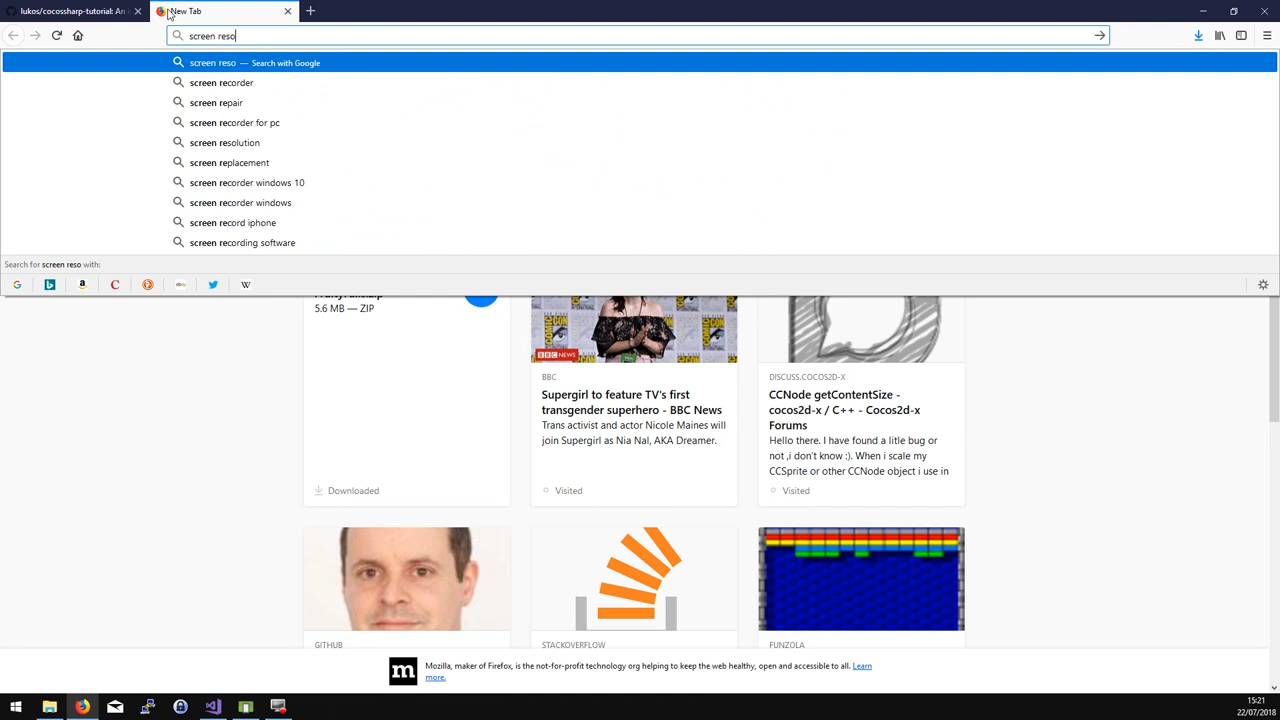 lukos/cocossharp-tutorial: An
New Tab
screen reso
screen reso — Search with Google
screen recorder
screen repair
screen recorder for pc
screen resolution
screen replacement
screen recorder windows 10
screen recorder windows
screen record iphone
screen recording software
Search for screen reso with:
5.6 MB — ZIP
Downloaded
BBC NEWS
BBC
Supergirl to feature TV's first
transgender superhero - BBC News
Trans activist and actor Nicole Maines will
join Supergirl as Nia Nal, AKA Dreamer.
Visited
DISCUSS.COCOS2D-X
CCNode getContentSize -
cocos2d-x / C++ - Cocos2d-x
Forums
Hello there. I have found a litle bug or
not ,i don't know :). When i scale my
CCSprite or other CCNode object i use in
Visited
GITHUB
STACKOVERFLOW
FUNZOLA
Mozilla, maker of Firefox, is the not-for-profit technology org helping to keep the web healthy, open and accessible to all. Learn
more.
15:21
22/07/2018